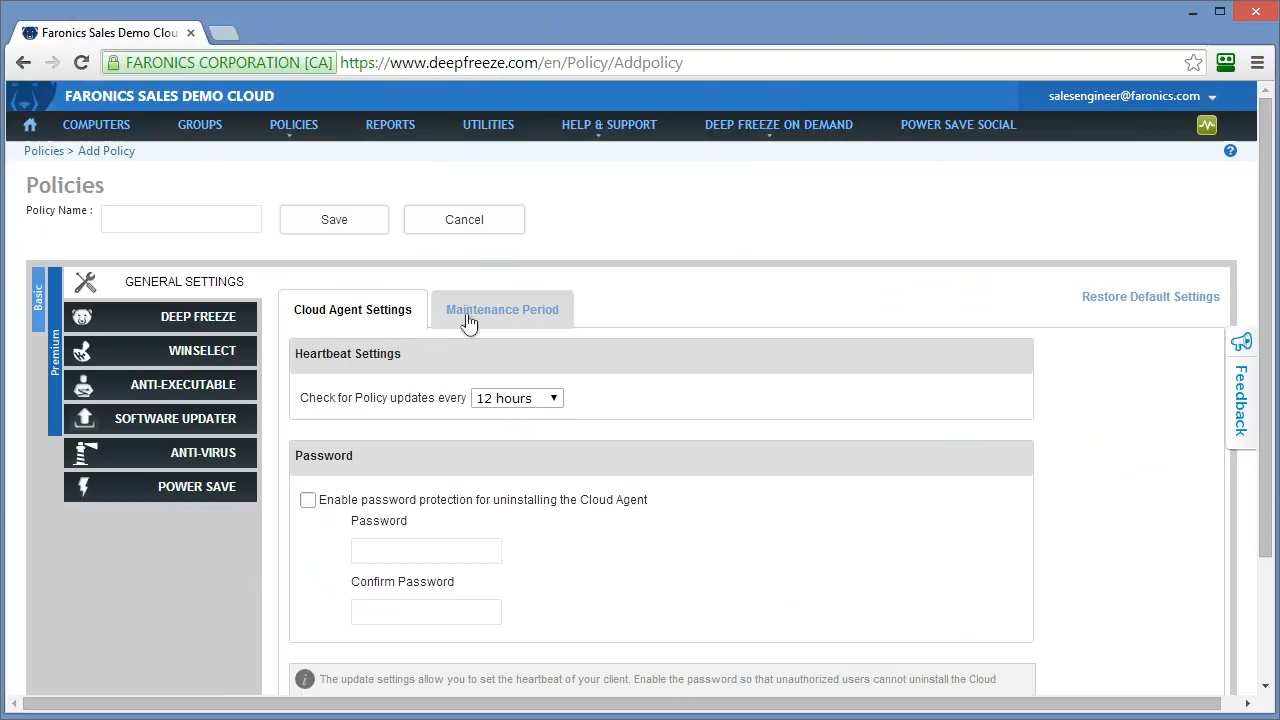 Faronics Sales Demo Clou
FARONICS CORPORATION [CA] https://www.deepfreeze.com/en/Policy/Addpolicy
FARONICS SALES DEMO CLOUD
salesengineer@faronics.com
COMPUTERS GROUPS POLICIES REPORTS UTILITIES HELP & SUPPORT DEEP FREEZE ON DEMAND POWER SAVE SOCIAL
Policies > Add Policy
Policies
Policy Name :
Save
Cancel
Basic
Premium
GENERAL SETTINGS
DEEP FREEZE
WINSELECT
ANTI-EXECUTABLE
SOFTWARE UPDATER
ANTI-VIRUS
POWER SAVE
Cloud Agent Settings
Maintenance Period
Restore Default Settings
Heartbeat Settings
Check for Policy updates every 12 hours
Password
Enable password protection for uninstalling the Cloud Agent
Password
Confirm Password
The update settings allow you to set the heartbeat of your client. Enable the password so that unauthorized users cannot uninstall the Cloud
Feedback